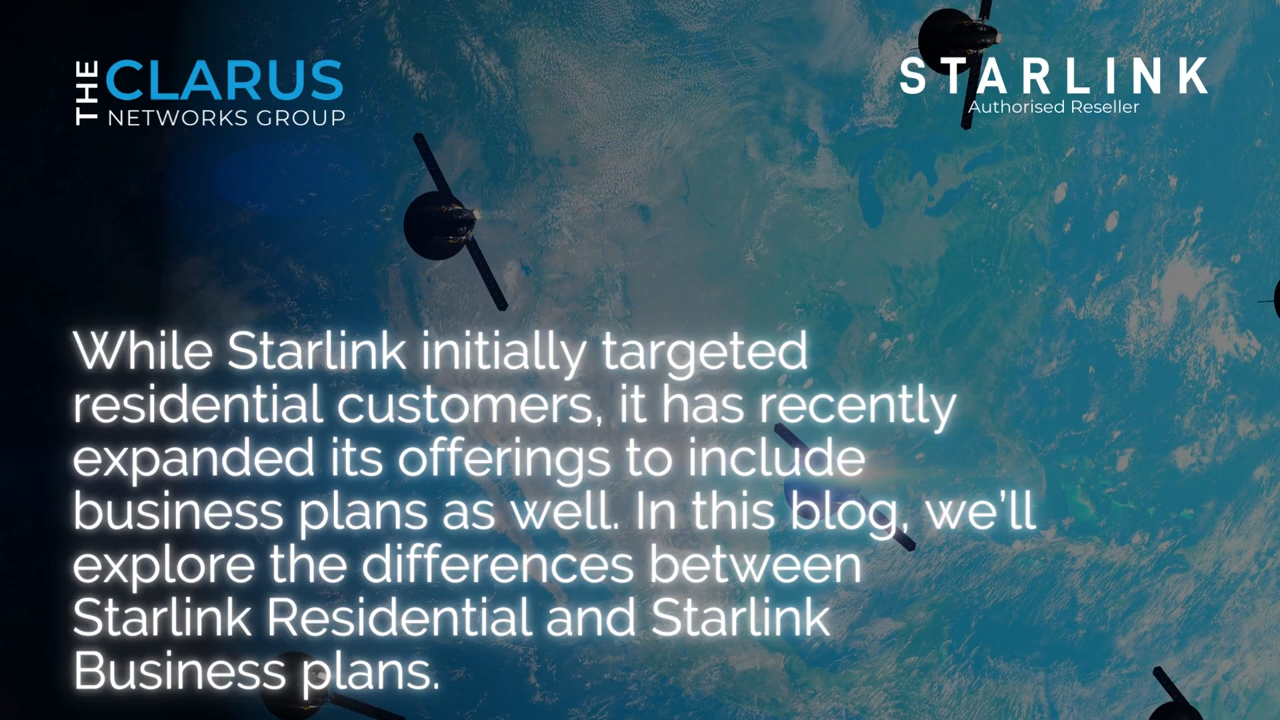 THE CLARUS
NETWORKS GROUP
STARLINK
Authorised Reseller
While Starlink initially targeted
residential customers, it has recently
expanded its offerings to include
business plans as well. In this blog, we’ll
explore the differences between
Starlink Residential and Starlink
Business plans.